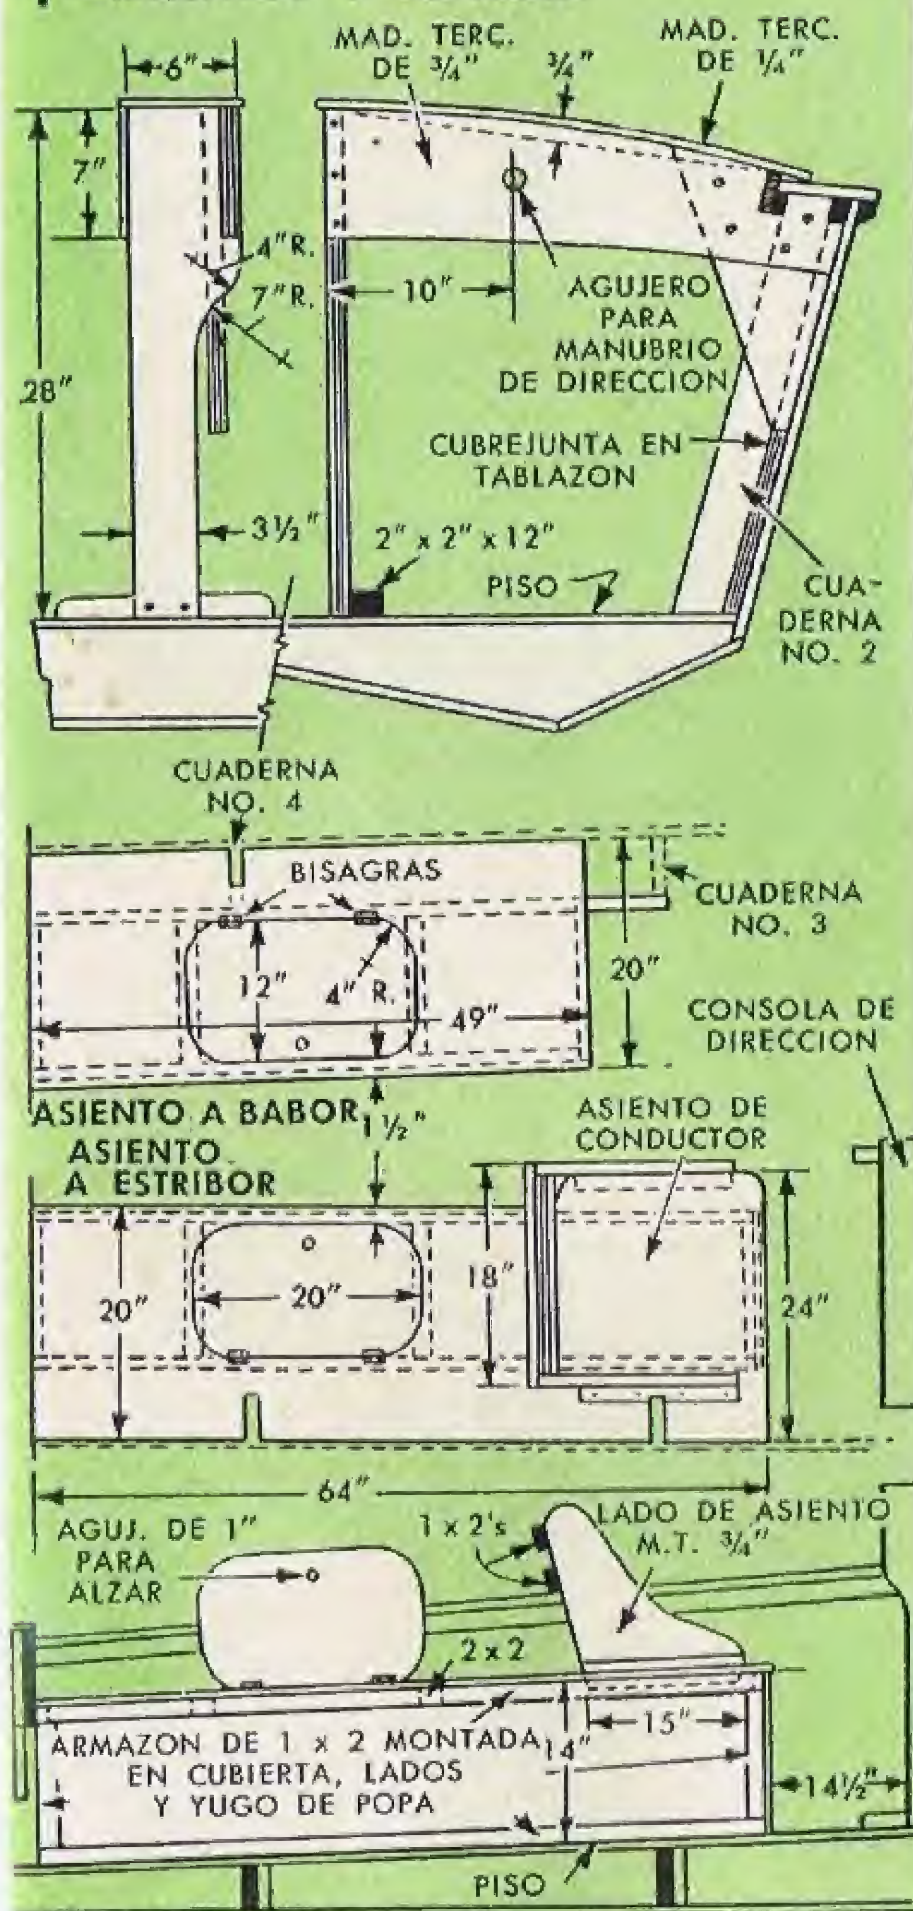 MAD. TERC.
DE 3/4"
3/4"
MAD. TERC.
DE 1/4"
6"
7"
4" R.
7" R.
28"
10"
AGUJERO
PARA
MANUBRIO
DE DIRECCION
CUBREJUNTA EN
TABLAZON
3 1/2"
2" x 2" x 12"
PISO
CUA-
DERNA
NO. 2
CUADERNA
NO. 4
BISAGRAS
CUADERNA
NO. 3
12"
4" R.
20"
49"
CONSOLA DE
DIRECCION
ASIENTO A BABOR
1 1/2"
ASIENTO
A ESTRIBOR
ASIENTO DE
CONDUCTOR
20"
20"
18"
24"
64"
AGUJ. DE 1"
PARA
ALZAR
1 x 2's
LADO DE ASIENTO
M.T. 3/4"
2 x 2
ARMAZON DE 1 x 2 MONTADA
EN CUBIERTA, LADOS
Y YUGO DE POPA
14"
15"
14 1/2"
PISO